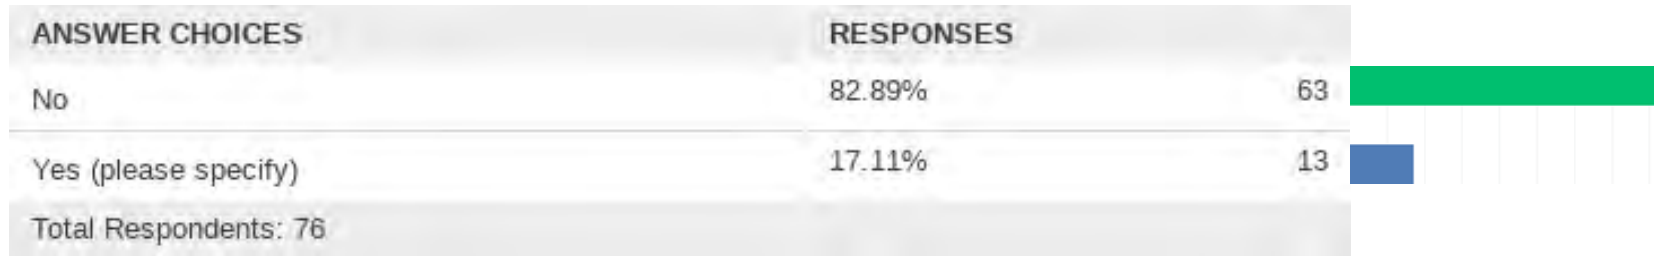 ANSWER CHOICES RESPONSES
No 82.89% 63
Yes (please specify) 17.11% 13
Total Respondents: 76